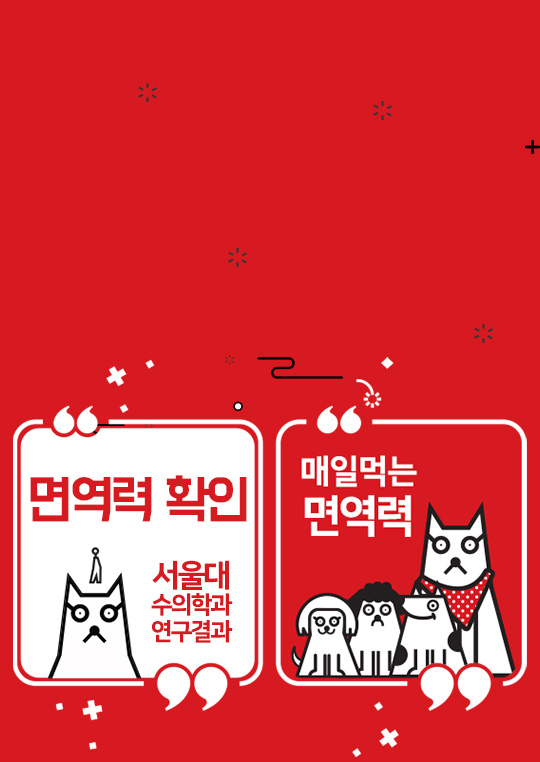 면역력 확인
서울대
수의학과
연구결과
매일먹는
면역력